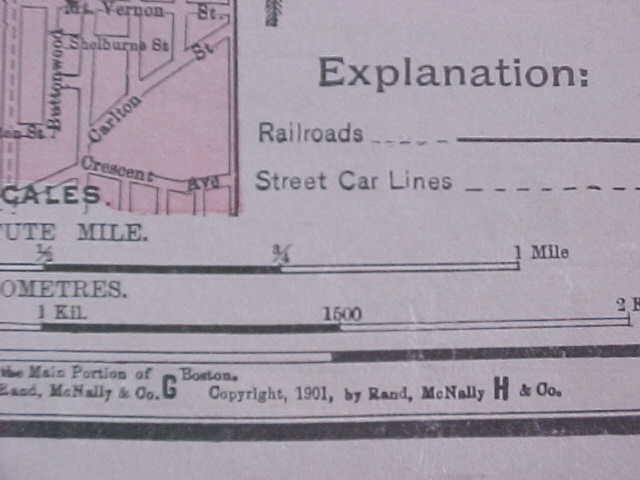 Mt. Vernon St.
Shelburne St
St
Buttonwood
Carlton
St.
Crescent Ave
Explanation:
Railroads
Street Car Lines
CALES.
UTE MILE.
½ ¾ 1 Mile
OMETRES.
1 Kil. 1500 2
the Main Portion of Boston.
Rand, McNally & Co. G Copyright, 1901, by Rand, McNally H & Co.